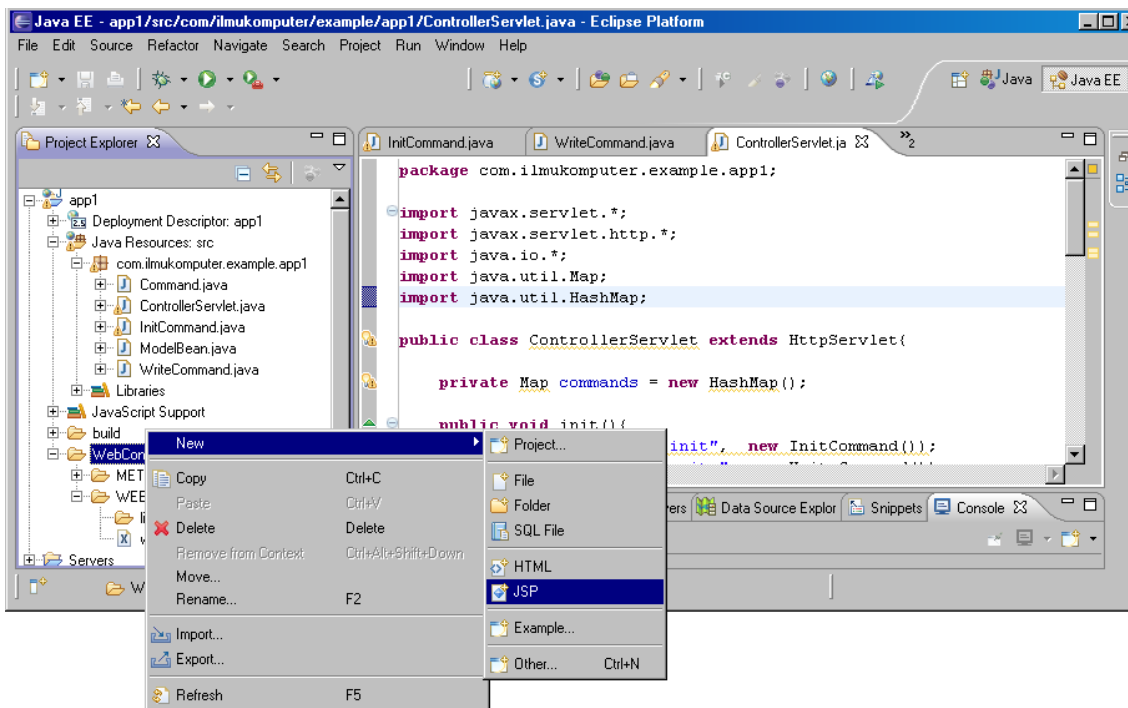 Java EE - app1/src/com/ilmukomputer/example/app1/ControllerServlet.java - Eclipse Platform
File Edit Source Refactor Navigate Search Project Run Window Help
Java
Java EE
Project Explorer
InitCommand.java
WriteCommand.java
ControllerServlet.ja
2
app1
Deployment Descriptor: app1
Java Resources: src
com.ilmukomputer.example.app1
Command.java
ControllerServlet.java
InitCommand.java
ModelBean.java
WriteCommand.java
Libraries
JavaScript Support
build
WebCon
MET
WEE
Servers
package com.ilmukomputer.example.app1;
import javax.servlet.*;
import javax.servlet.http.*;
import java.io.*;
import java.util.Map;
import java.util.HashMap;
public class ControllerServlet extends HttpServlet{
private Map commands = new HashMap();
public void init(){
init", new InitCommand());
ers
Data Source Explor
Snippets
Console
W
New
Copy Ctrl+C
Paste Ctrl+V
Delete Delete
Remove from Context Ctrl+Alt+Shift+Down
Move...
Rename... F2
Import...
Export...
Refresh F5
Project...
File
Folder
SQL File
HTML
JSP
Example...
Other... Ctrl+N